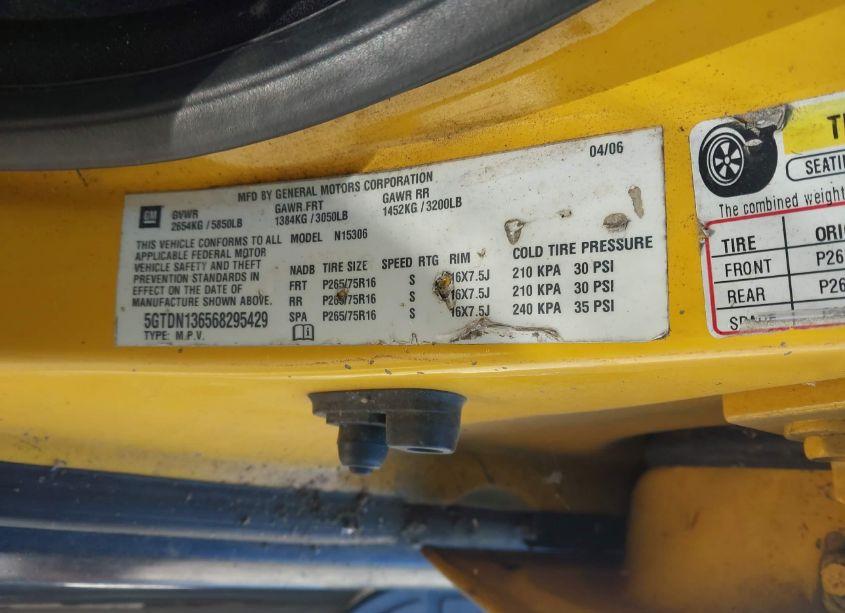 04/06
MFD BY GENERAL MOTORS CORPORATION
GM
GVWR GAWR FRT GAWR RR
2654KG / 5850LB 1384KG / 3050LB 1452KG / 3200LB
THIS VEHICLE CONFORMS TO ALL
APPLICABLE FEDERAL MOTOR
VEHICLE SAFETY AND THEFT
PREVENTION STANDARDS IN
EFFECT ON THE DATE OF
MANUFACTURE SHOWN ABOVE.
5GTDN136568295429
TYPE: M.P.V.
MODEL N15306
NADB TIRE SIZE SPEED RTG RIM COLD TIRE PRESSURE
FRT P265/75R16 S 16X7.5J 210 KPA 30 PSI
RR P265/75R16 S 16X7.5J 210 KPA 30 PSI
SPA P265/75R16 S 16X7.5J 240 KPA 35 PSI
SEATING
The combined weight
TIRE
FRONT P26
REAR P26